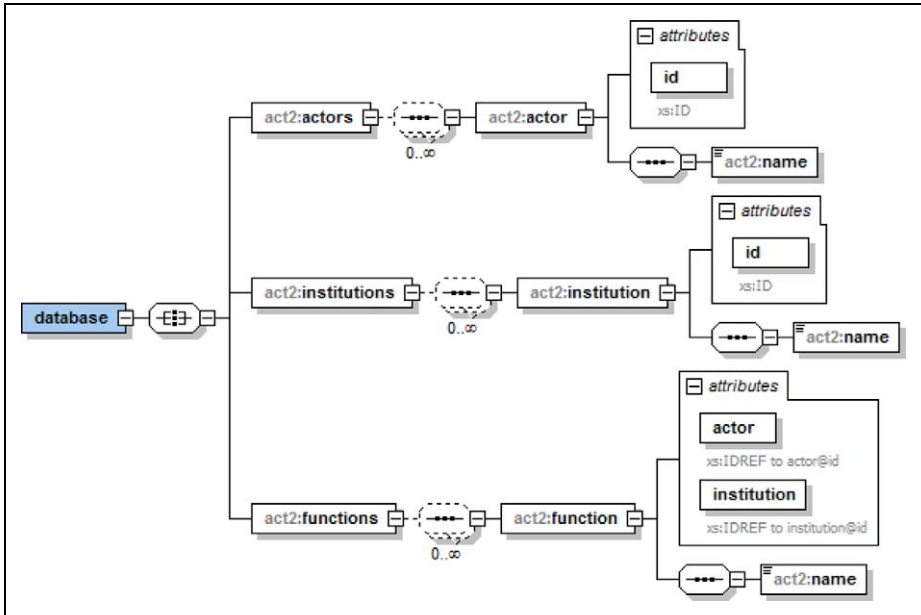 attributes
id
xs:ID
act2:actors
0..∞
act2:actor
act2:name
attributes
id
xs:ID
act2:institutions
0..∞
act2:institution
act2:name
database
attributes
actor
xs:IDREF to actor@id
institution
xs:IDREF to institution@id
act2:functions
0..∞
act2:function
act2:name